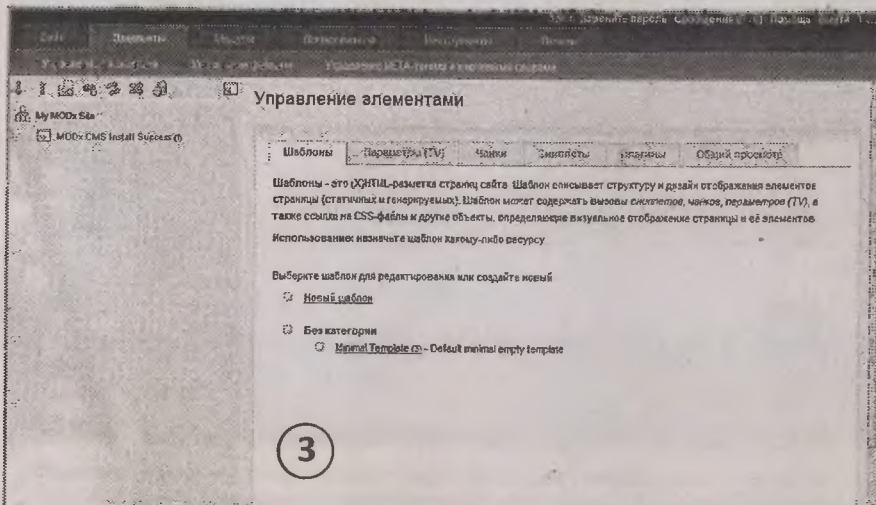 пароль Помощь
Элементы
My MODx Site
MODx CMS Install Success (1)
Управление элементами
Шаблоны Параметры (TV) Чанки Сниппеты Плагины Общий просмотр
Шаблоны - это (X)HTML-разметка страниц сайта. Шаблон описывает структуру и дизайн отображения элементов
страницы (статичных и генерируемых). Шаблон может содержать вызовы сниппетов, чанков, параметров (TV), а
также ссылки на CSS-файлы и другие объекты, определяющие визуальное отображение страницы и её элементов.
Использование: назначьте шаблон какому-либо ресурсу.
Выберите шаблон для редактирования или создайте новый
Новый шаблон
Без категории
Minimal Template (3) - Default minimal empty template
3